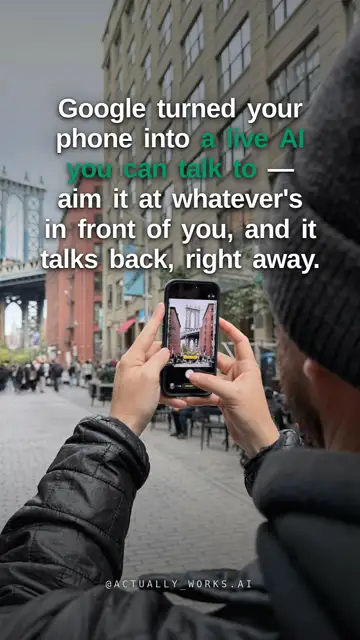 Google turned your
phone into a live AI
you can talk to —
aim it at whatever's
in front of you, and it
talks back, right away.
@ACTUALLY_WORKS.AI